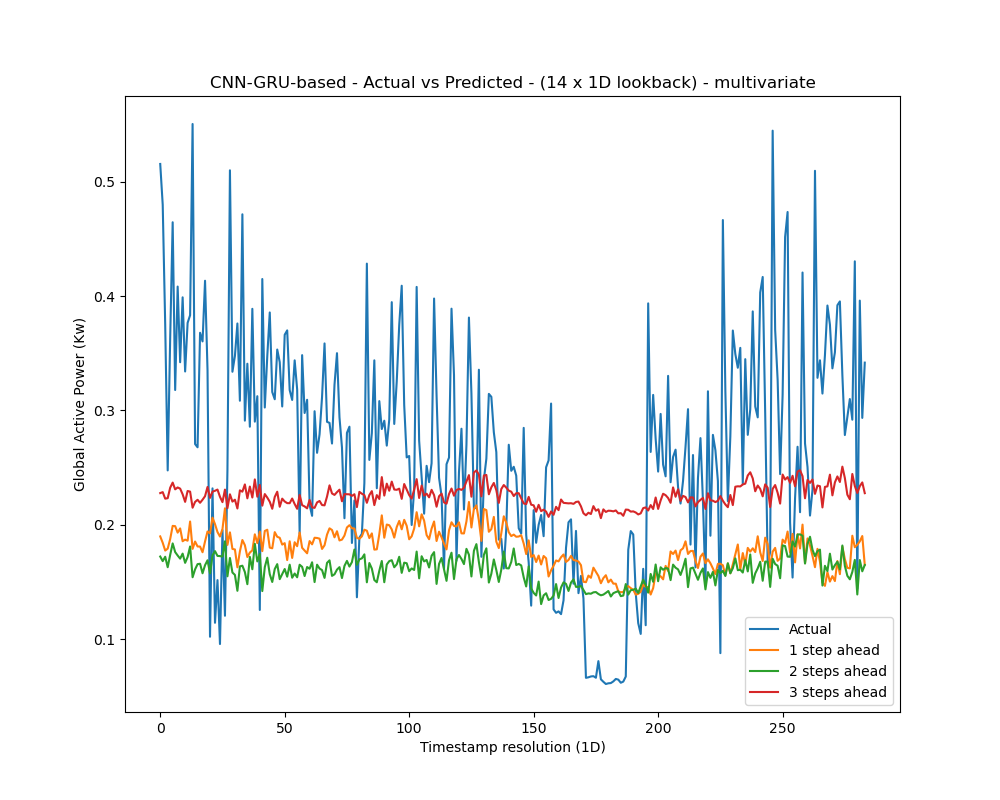 CNN-GRU-based - Actual vs Predicted - (14 x 1D lookback) - multivariate
Global Active Power (Kw)
0.5
0.4
0.3
0.2
0.1
0 50 100 150 200 250
Timestamp resolution (1D)
Actual
1 step ahead
2 steps ahead
3 steps ahead